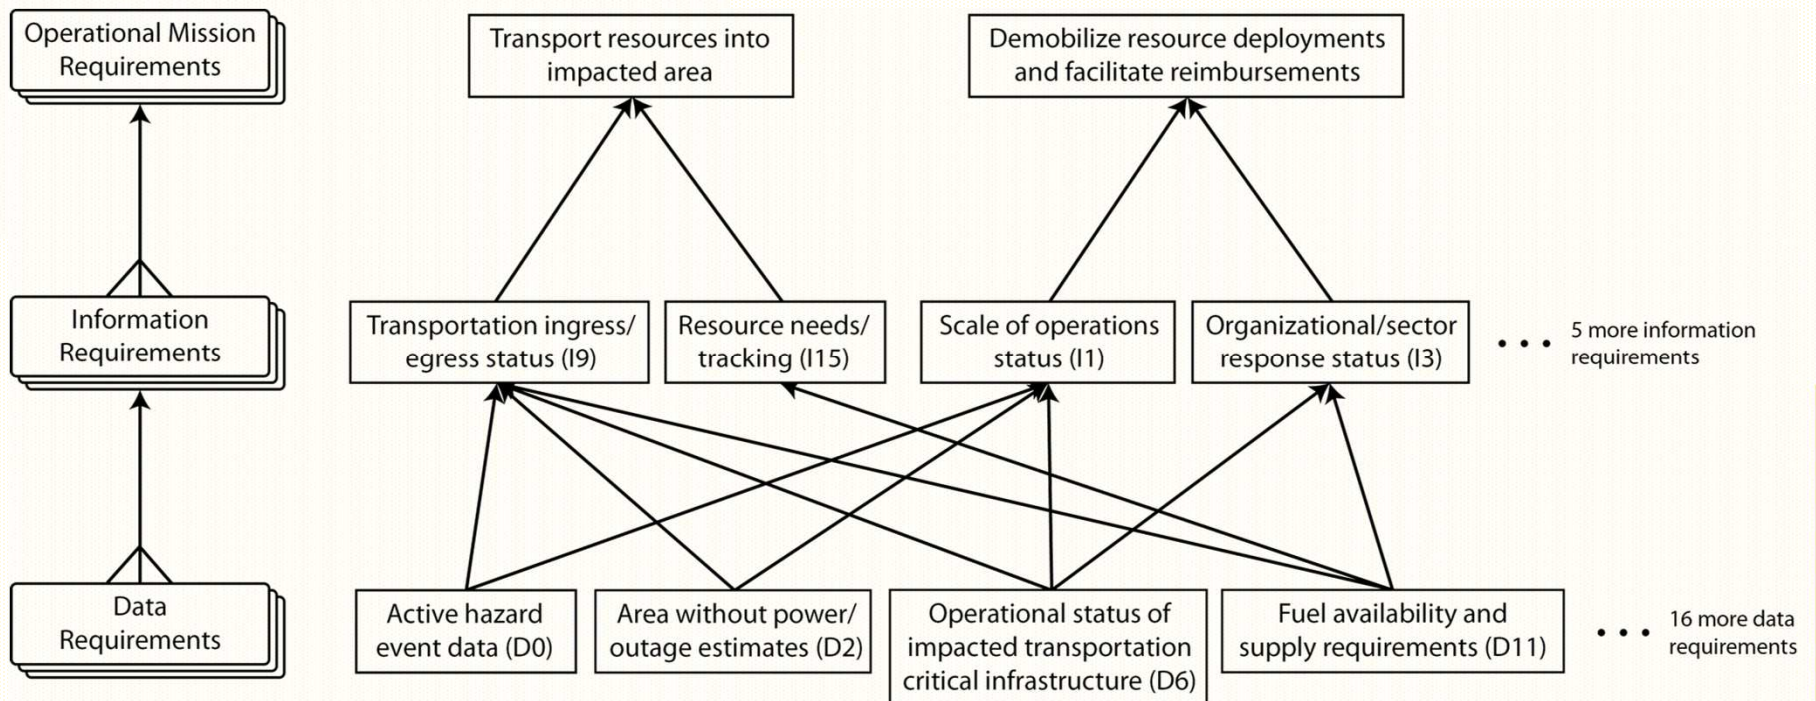 Operational Mission
Requirements
Transport resources into
impacted area
Demobilize resource deployments
and facilitate reimbursements
Information
Requirements
Transportation ingress/
egress status (I9)
Resource needs/
tracking (I15)
Scale of operations
status (I1)
Organizational/sector
response status (I3)
• • •
5 more information
requirements
Data
Requirements
Active hazard
event data (D0)
Area without power/
outage estimates (D2)
Operational status of
impacted transportation
critical infrastructure (D6)
Fuel availability and
supply requirements (D11)
• • •
16 more data
requirements